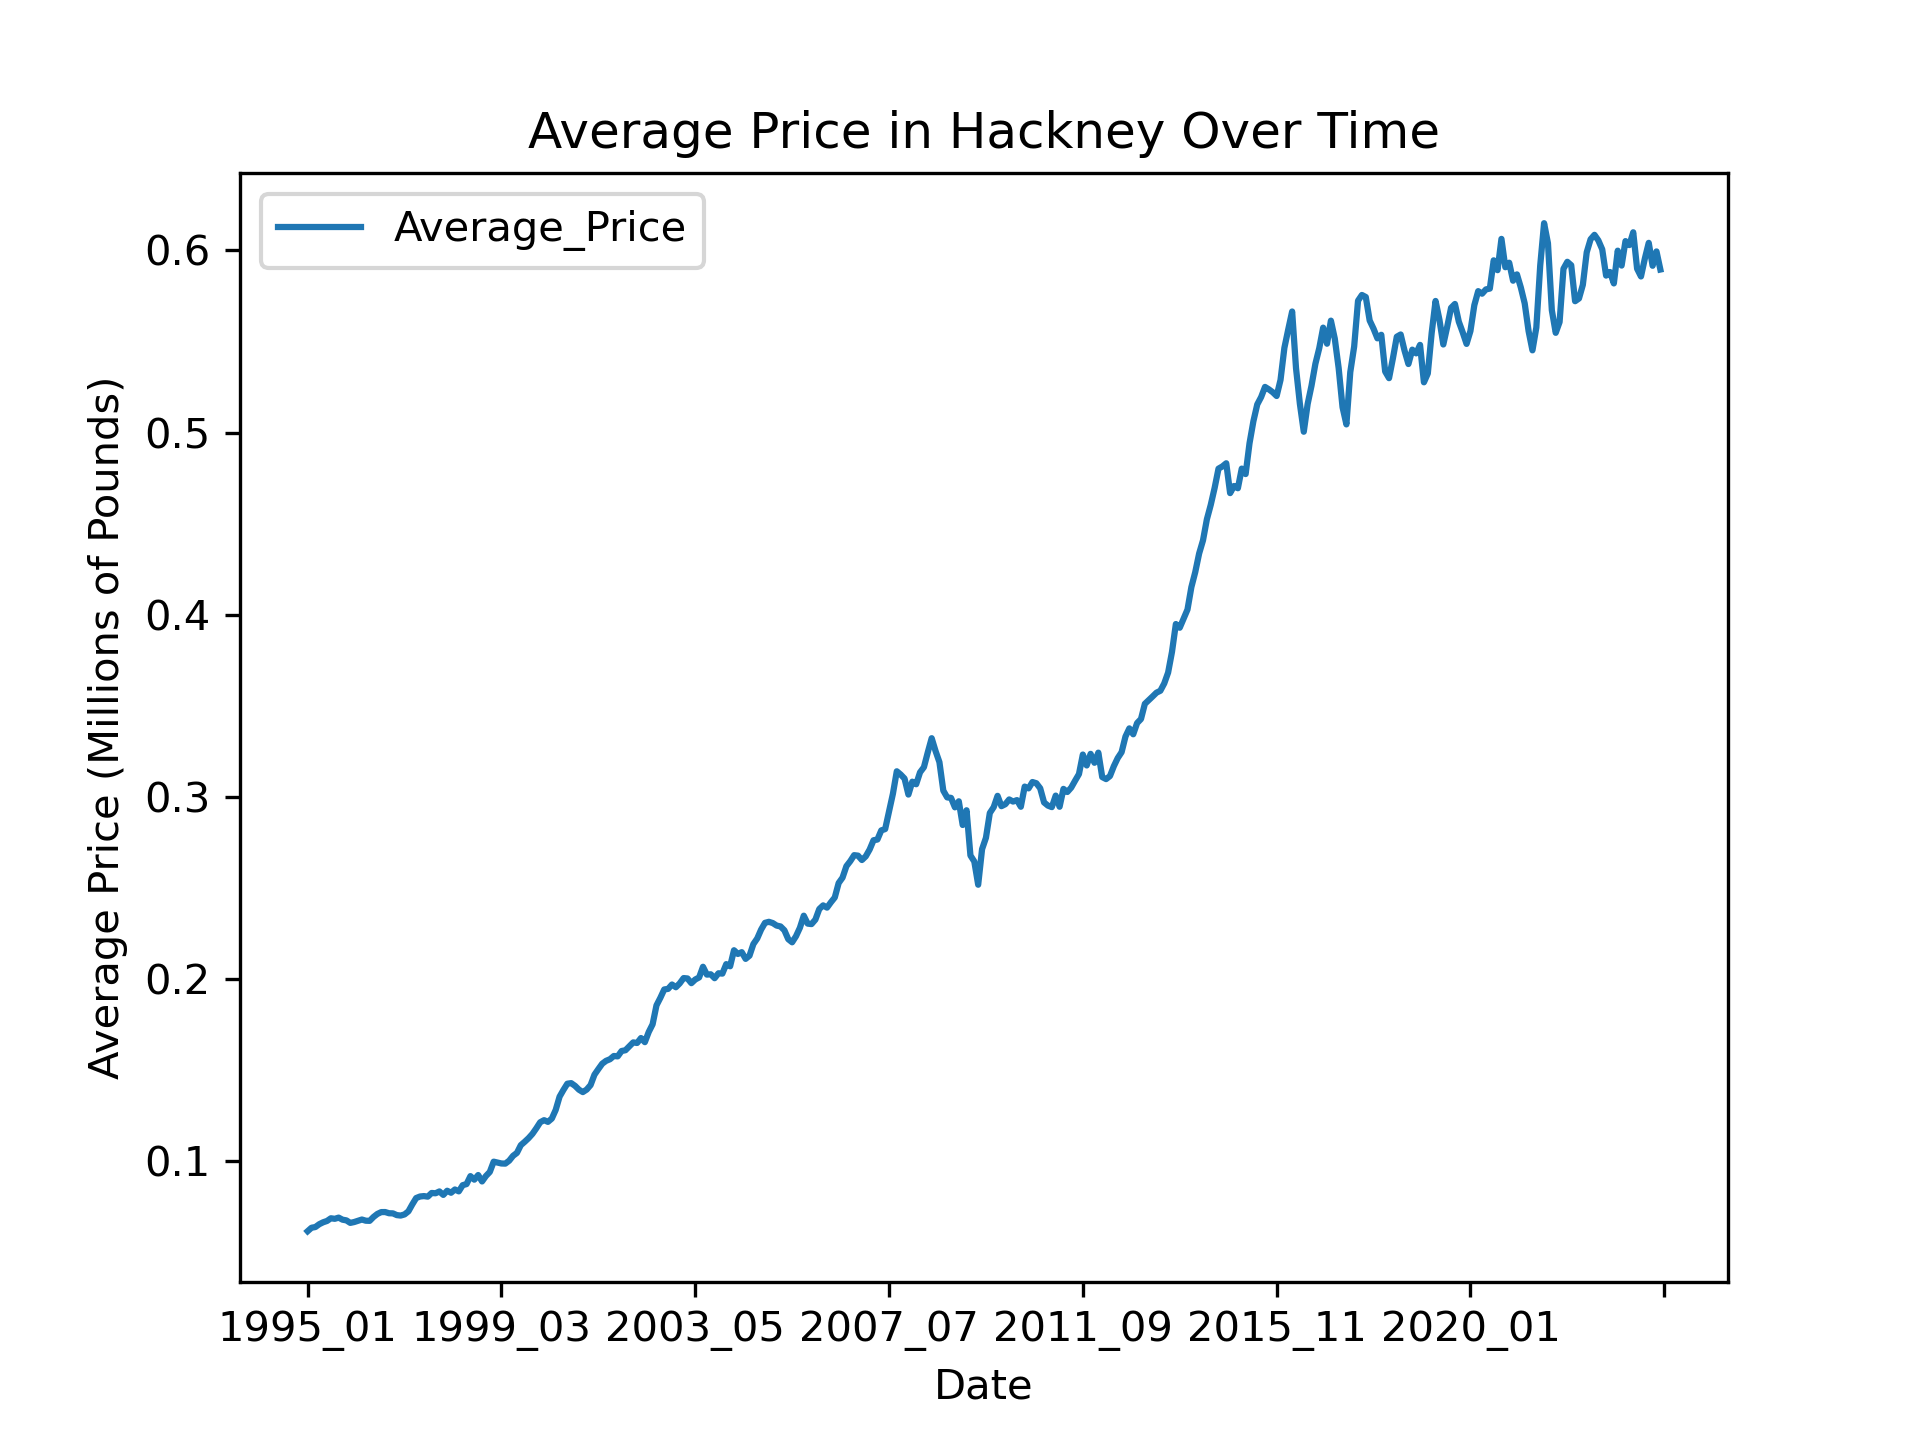 Average Price in Hackney Over Time
Average_Price
Average Price (Millions of Pounds)
0.6
0.5
0.4
0.3
0.2
0.1
1995_01 1999_03 2003_05 2007_07 2011_09 2015_11 2020_01
Date